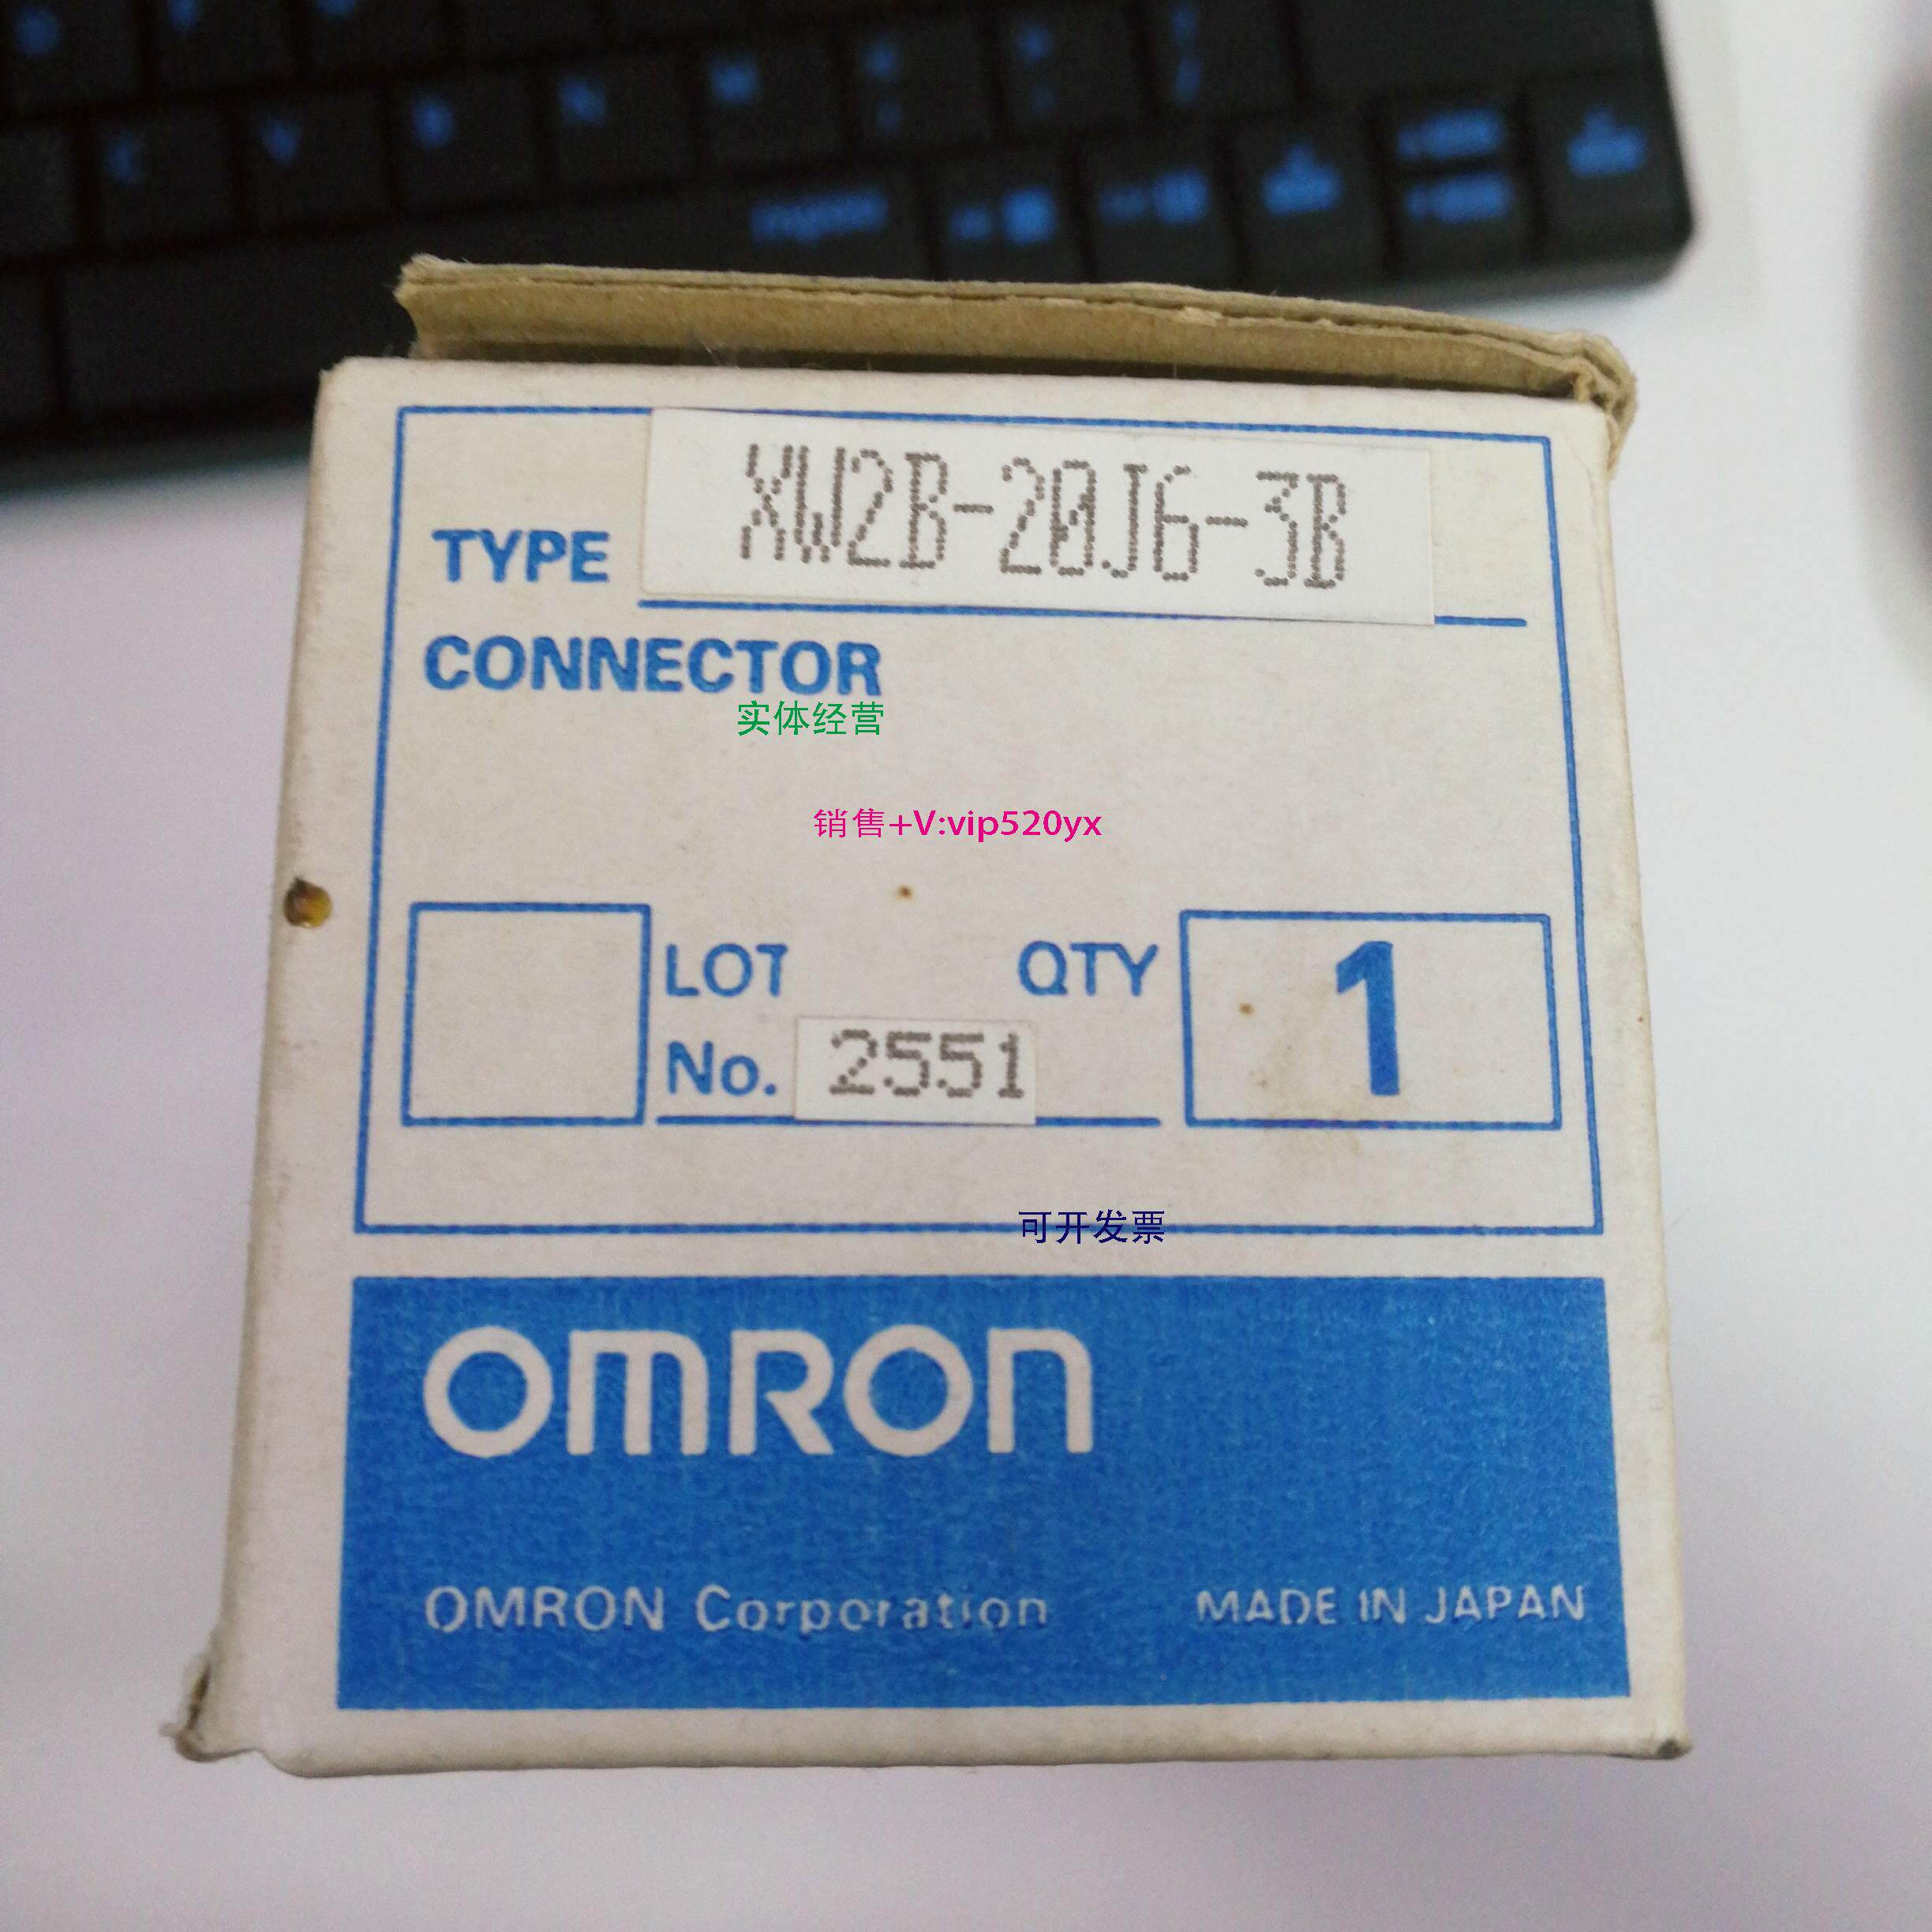 C V B N M
TYPE XW2B-20J6-3B
CONNECTOR
实体经营
销售+V:vip520yx
LOT QTY 1
No. 2551
可开发票
OMRON
OMRON Corporation MADE IN JAPAN